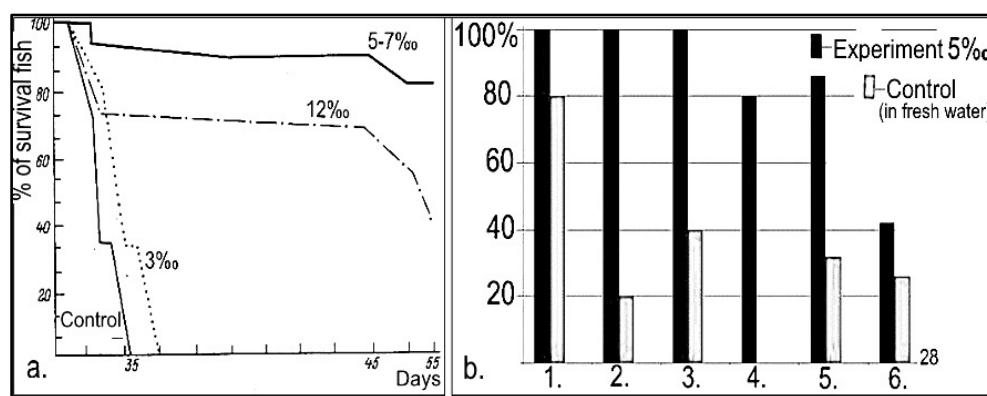 % of survival fish
100
80
60
40
20
5-7‰
12‰
3‰
Control
35
45
55
Days
a.
100%
80
60
40
20
Experiment 5‰
Control
(in fresh water)
28
b.
1.
2.
3.
4.
5.
6.